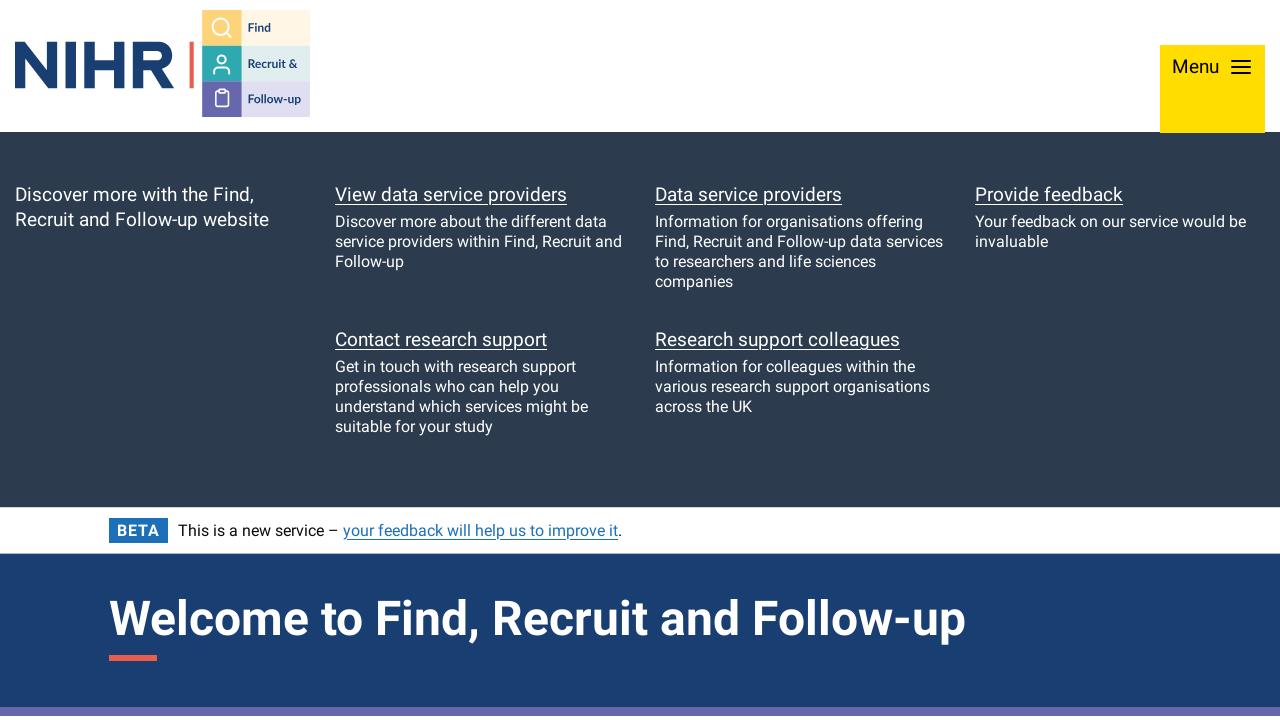 NIHR
Find
Recruit &
Follow-up
Menu
Discover more with the Find,
Recruit and Follow-up website
View data service providers
Discover more about the different data
service providers within Find, Recruit and
Follow-up
Data service providers
Information for organisations offering
Find, Recruit and Follow-up data services
to researchers and life sciences
companies
Provide feedback
Your feedback on our service would be
invaluable
Contact research support
Get in touch with research support
professionals who can help you
understand which services might be
suitable for your study
Research support colleagues
Information for colleagues within the
various research support organisations
across the UK
BETA This is a new service – your feedback will help us to improve it.
Welcome to Find, Recruit and Follow-up